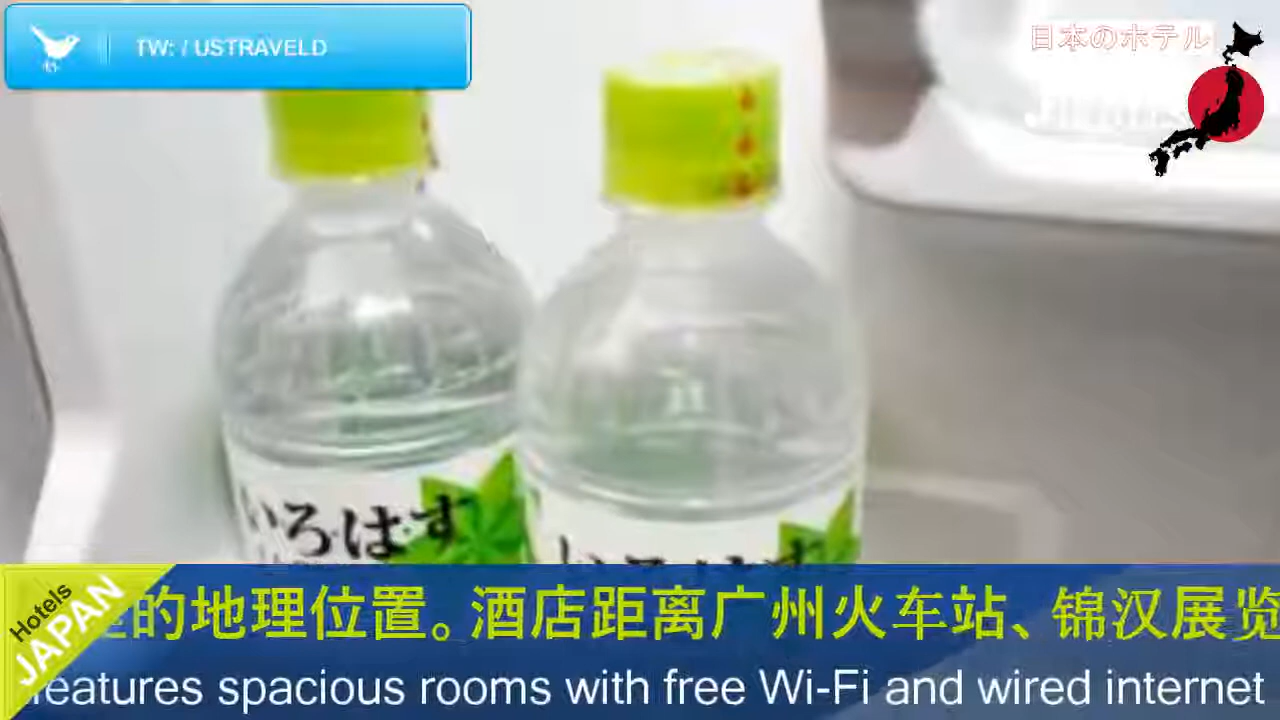 TW: / USTRAVELD
日本のホテル
いろはす
的地理位置。酒店距离广州火车站、锦汉展览
Hotels
JAPAN
features spacious rooms with free Wi-Fi and wired internet